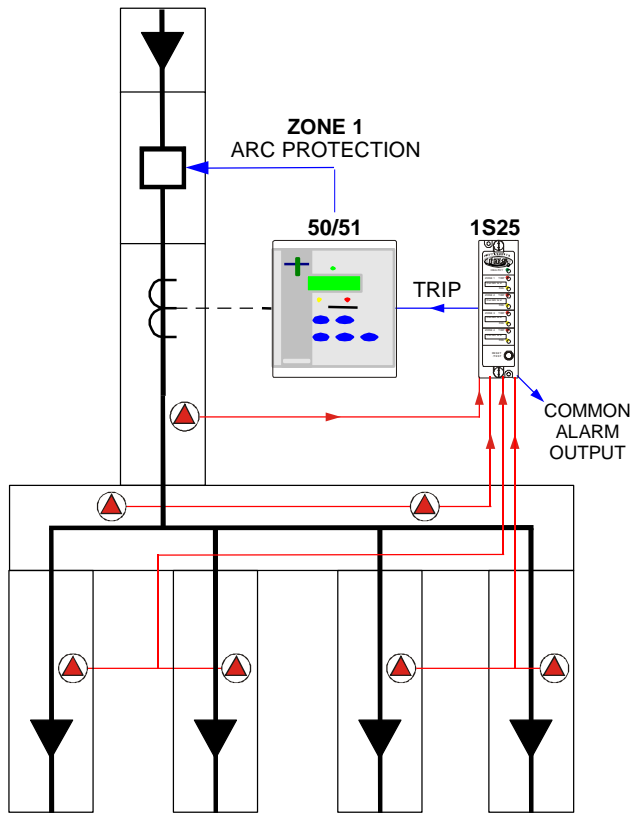 ZONE 1
ARC PROTECTION
50/51
1S25
TRIP
COMMON
ALARM
OUTPUT